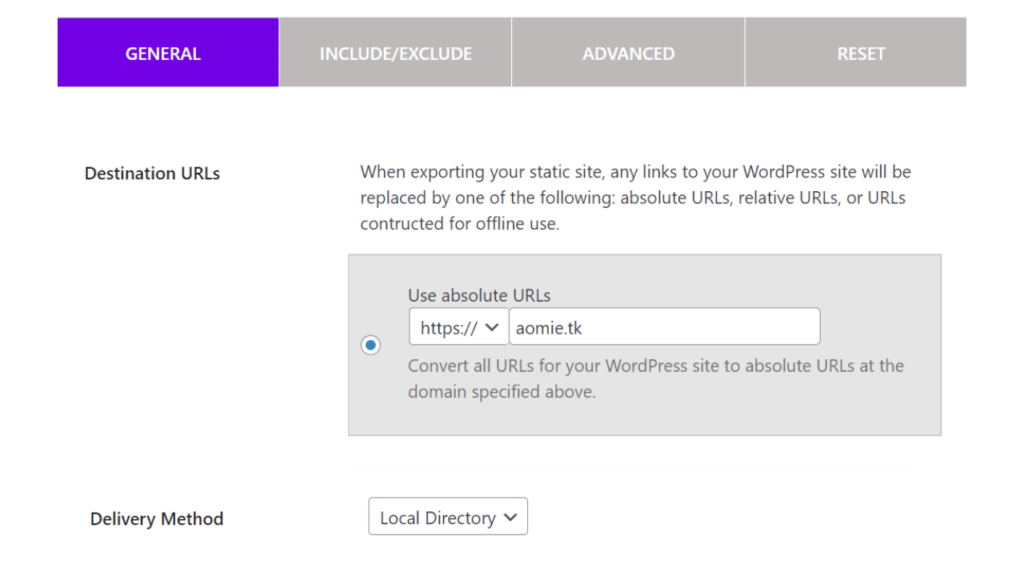 GENERAL
INCLUDE/EXCLUDE
ADVANCED
RESET
Destination URLs
When exporting your static site, any links to your WordPress site will be
replaced by one of the following: absolute URLs, relative URLs, or URLs
contructed for offline use.
Use absolute URLs
https://
aomie.tk
Convert all URLs for your WordPress site to absolute URLs at the
domain specified above.
Delivery Method
Local Directory